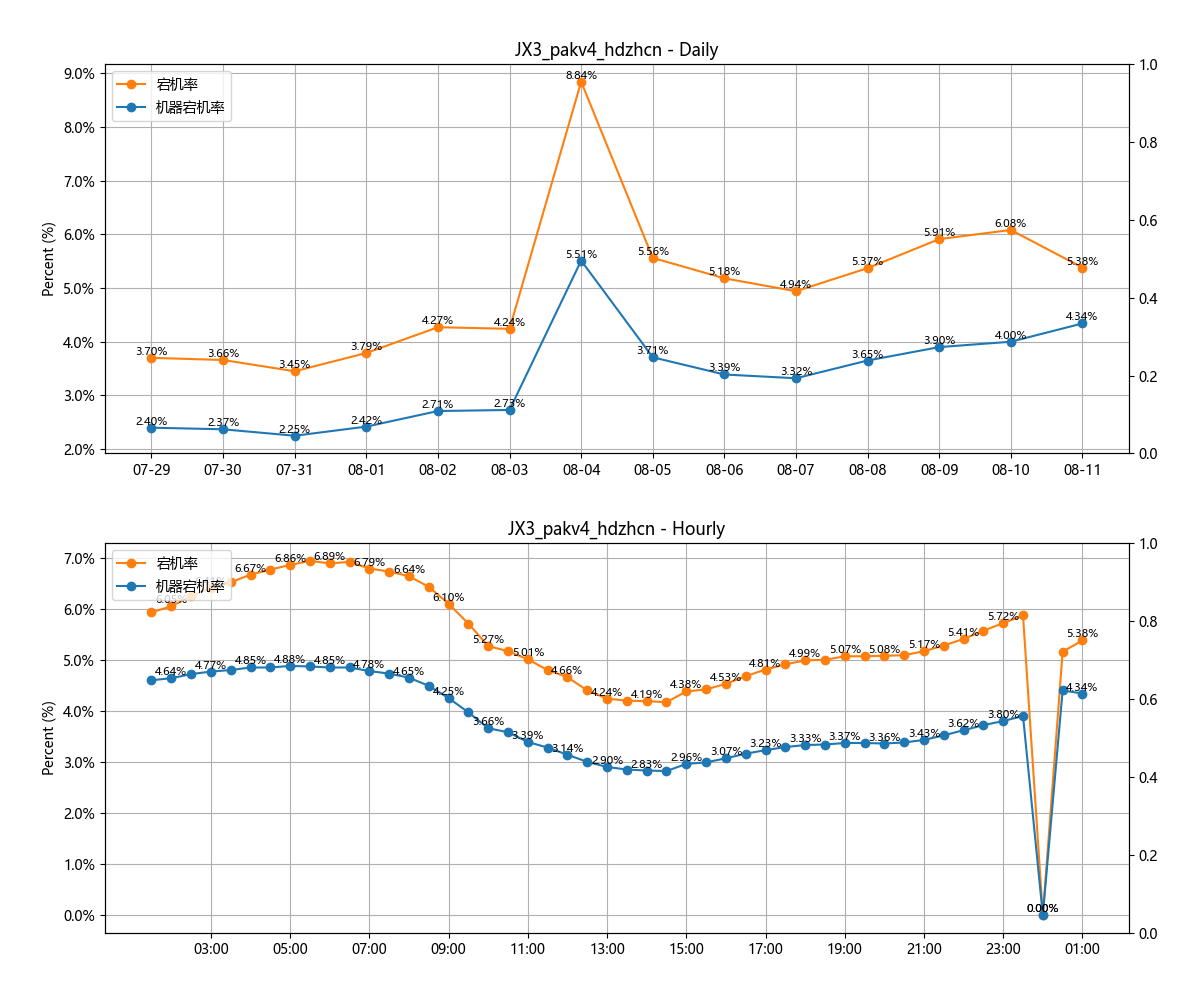 JX3_pakv4_hdzhcn - Daily
宕机率
机器宕机率
Percent (%)
9.0%
8.0%
7.0%
6.0%
5.0%
4.0%
3.0%
2.0%
1.0
0.8
0.6
0.4
0.2
0.0
3.70% 3.66% 3.45% 3.79% 4.27% 4.24% 8.84% 5.56% 5.18% 4.94% 5.37% 5.91% 6.08% 5.38%
2.40% 2.37% 2.25% 2.42% 2.71% 2.73% 5.51% 3.71% 3.39% 3.32% 3.65% 3.90% 4.00% 4.34%
07-29 07-30 07-31 08-01 08-02 08-03 08-04 08-05 08-06 08-07 08-08 08-09 08-10 08-11
JX3_pakv4_hdzhcn - Hourly
宕机率
机器宕机率
Percent (%)
7.0%
6.0%
5.0%
4.0%
3.0%
2.0%
1.0%
0.0%
1.0
0.8
0.6
0.4
0.2
0.0
6.05% 6.67% 6.86% 6.89% 6.79% 6.64% 6.10% 5.27% 5.01% 4.66% 4.24% 4.19% 4.38% 4.53% 4.81% 4.99% 5.07% 5.08% 5.17% 5.41% 5.72% 0.00% 5.38%
4.64% 4.77% 4.85% 4.88% 4.85% 4.78% 4.65% 4.25% 3.66% 3.39% 3.14% 2.90% 2.83% 2.96% 3.07% 3.23% 3.33% 3.37% 3.36% 3.43% 3.62% 3.80% 0.00% 4.34%
03:00 05:00 07:00 09:00 11:00 13:00 15:00 17:00 19:00 21:00 23:00 01:00